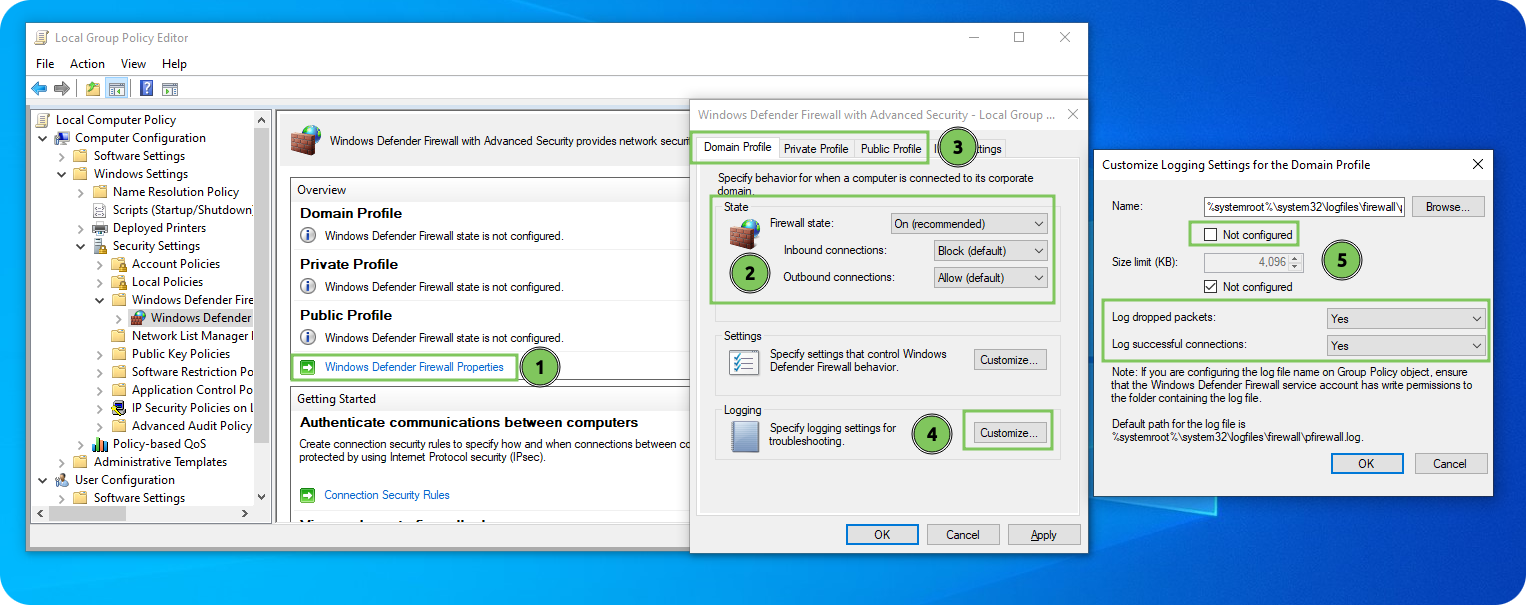 Local Group Policy Editor
File Action View Help
Local Computer Policy
Computer Configuration
Software Settings
Windows Settings
Name Resolution Policy
Scripts (Startup/Shutdown)
Deployed Printers
Security Settings
Account Policies
Local Policies
Windows Defender Fire
Windows Defender
Network List Manager
Public Key Policies
Software Restriction Po
Application Control Po
IP Security Policies on L
Advanced Audit Policy
Policy-based QoS
Administrative Templates
User Configuration
Software Settings
Windows Defender Firewall with Advanced Security provides network securi
Overview
Domain Profile
Windows Defender Firewall state is not configured.
Private Profile
Windows Defender Firewall state is not configured.
Public Profile
Windows Defender Firewall state is not configured.
Windows Defender Firewall Properties
1
Getting Started
Authenticate communications between computers
Create connection security rules to specify how and when connections between co
protected by using Internet Protocol security (IPsec).
Connection Security Rules
Windows Defender Firewall with Advanced Security - Local Group ...
Domain Profile Private Profile Public Profile 3 ttings
Specify behavior for when a computer is connected to its corporate
domain.
State
Firewall state: On (recommended)
Inbound connections: Block (default)
2
Outbound connections: Allow (default)
Settings
Specify settings that control Windows
Defender Firewall behavior.
Customize...
Logging
Specify logging settings for
troubleshooting.
4
Customize...
OK Cancel Apply
Customize Logging Settings for the Domain Profile
Name: %systemroot%\system32\logfiles\firewall\ Browse...
Not configured
Size limit (KB): 4,096
5
Not configured
Log dropped packets: Yes
Log successful connections: Yes
Note: If you are configuring the log file name on Group Policy object, ensure
that the Windows Defender Firewall service account has write permissions to
the folder containing the log file.
Default path for the log file is
%systemroot%\system32\logfiles\firewall\pfirewall.log.
OK Cancel